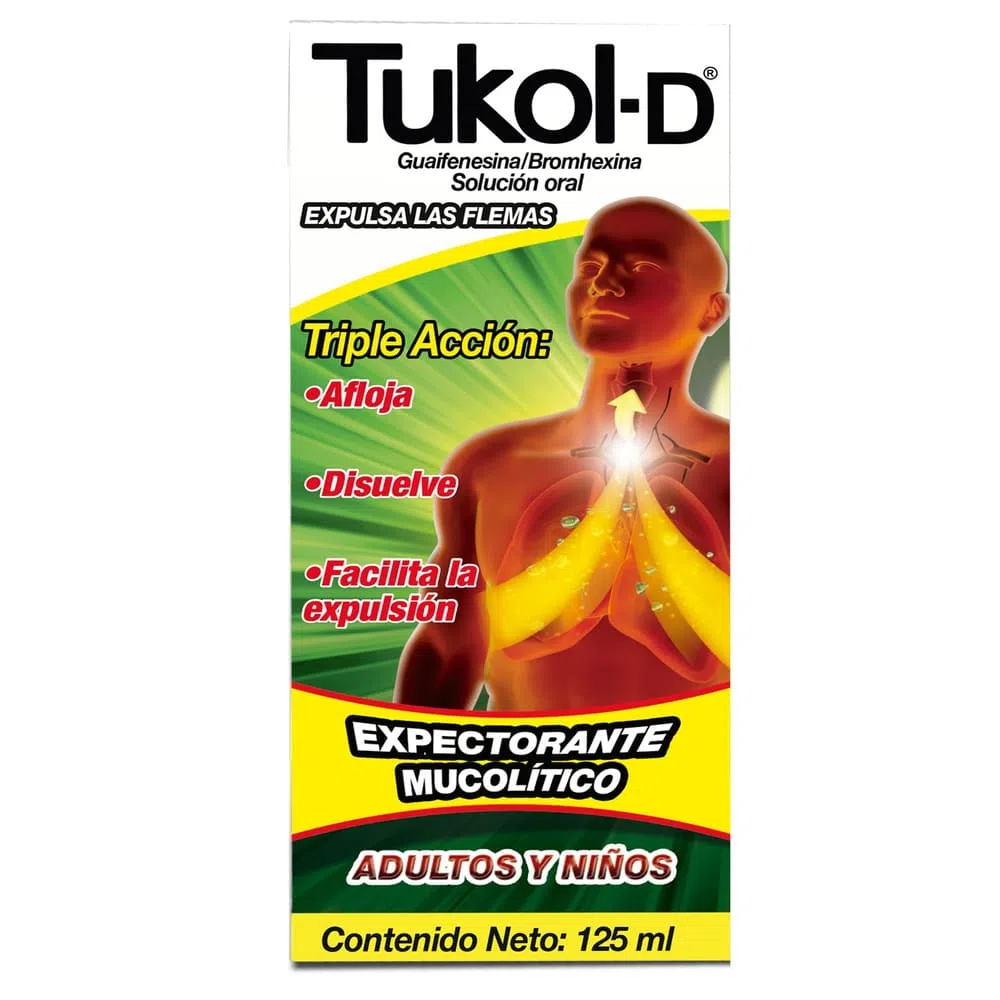 Tukol-D®
Guaifenesina/Bromhexina
Solución oral
EXPULSA LAS FLEMAS
Triple Acción:
•Afloja
•Disuelve
•Facilita la
expulsión
EXPECTORANTE
MUCOLÍTICO
ADULTOS Y NIÑOS
Contenido Neto: 125 ml